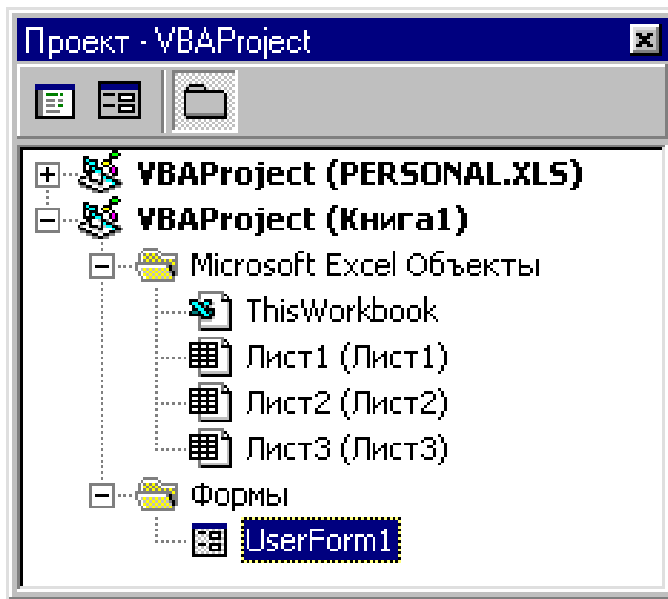 Проект - VBAProject
VBAProject (PERSONAL.XLS)
VBAProject (Книга1)
Microsoft Excel Объекты
ThisWorkbook
Лист1 (Лист1)
Лист2 (Лист2)
Лист3 (Лист3)
Формы
UserForm1